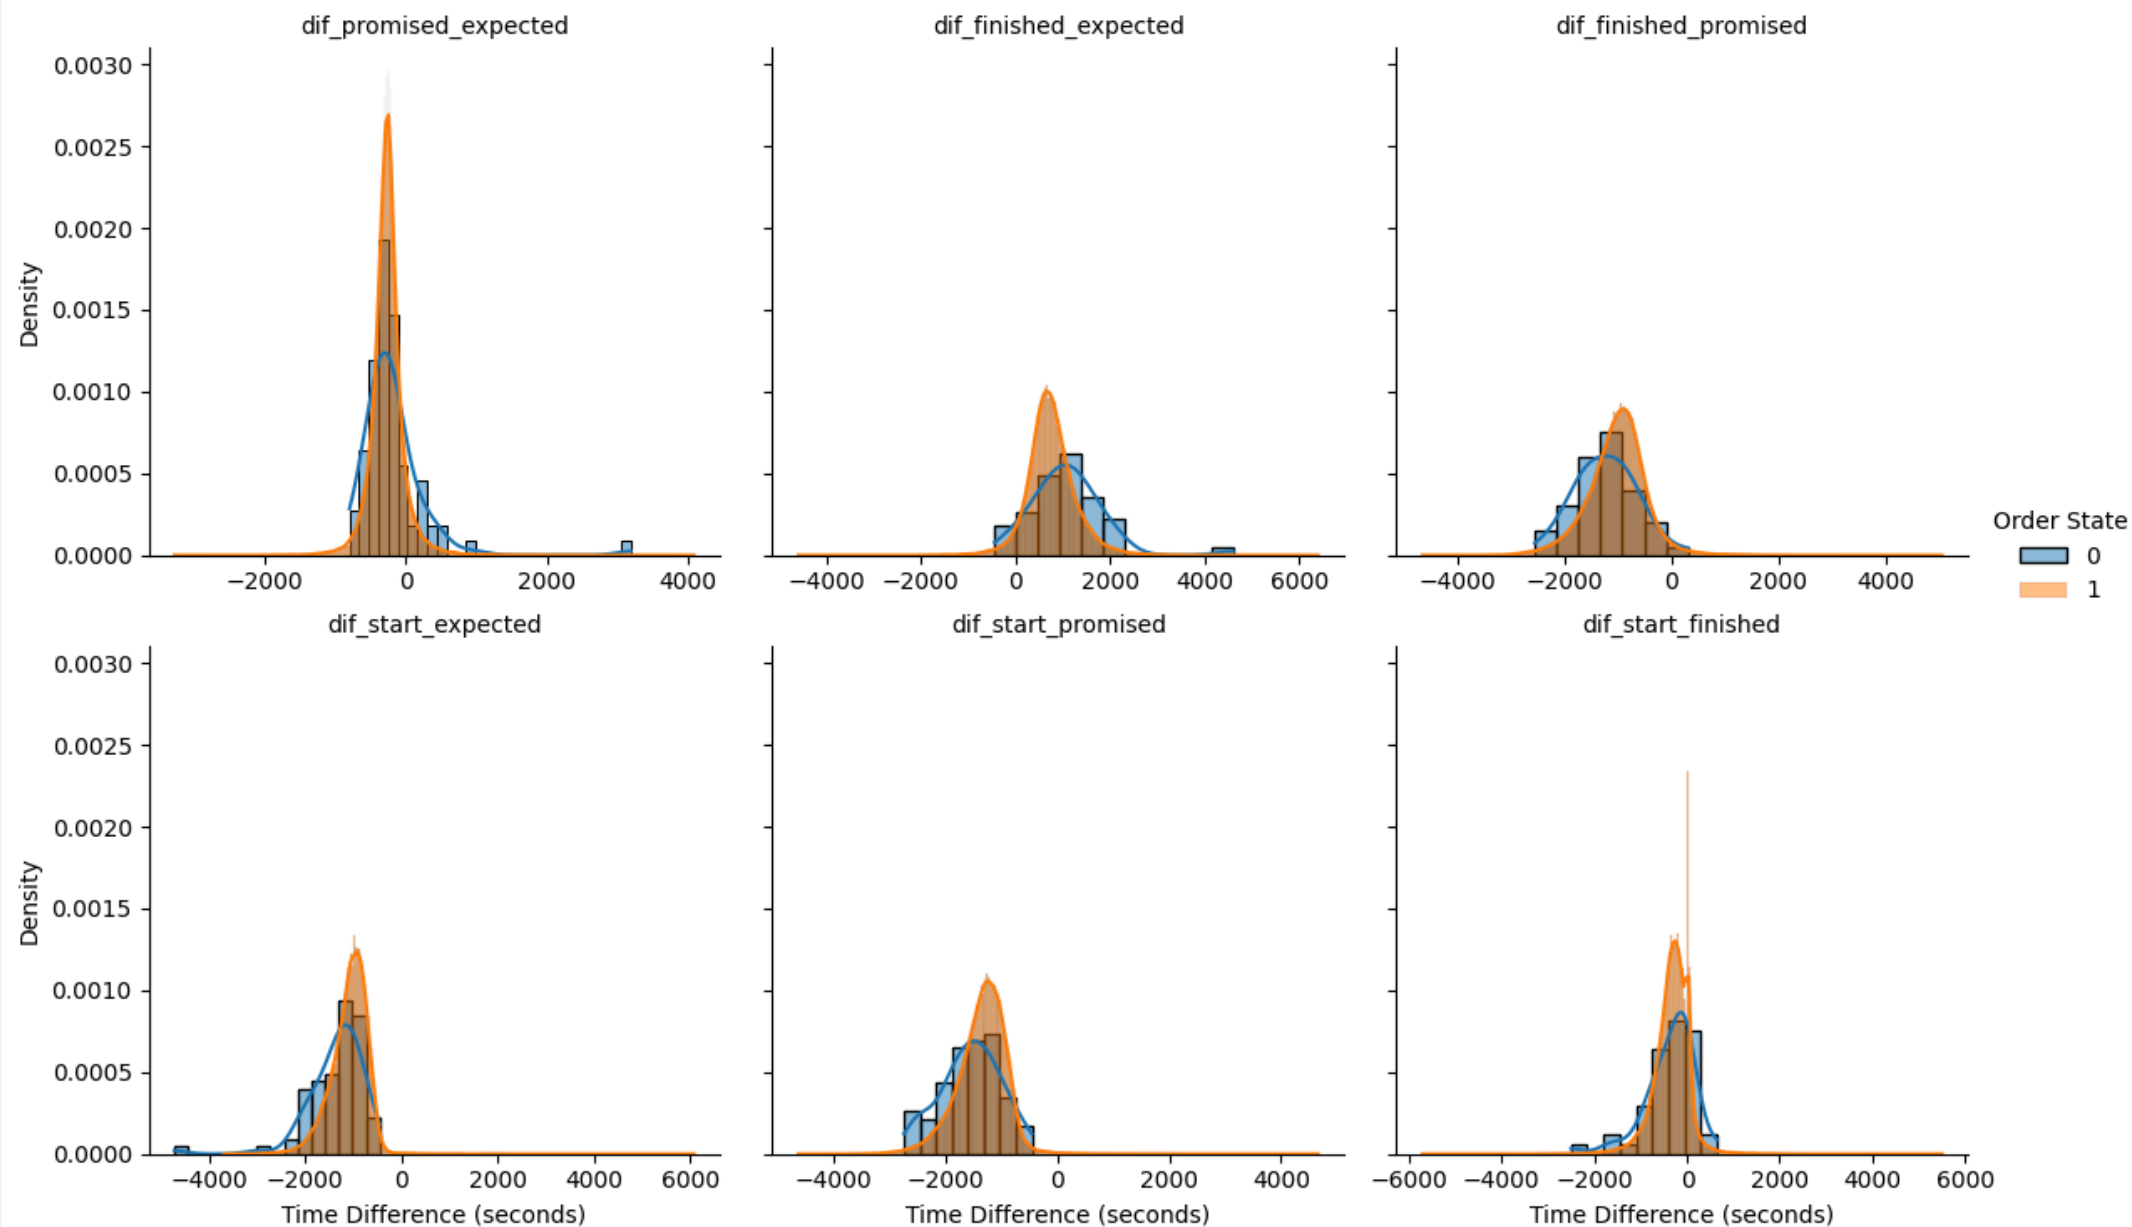 dif_promised_expected dif_finished_expected dif_finished_promised
0.0030
0.0025
0.0020
0.0015
0.0010
0.0005
0.0000
Density
−2000 0 2000 4000
−4000 −2000 0 2000 4000 6000
−4000 −2000 0 2000 4000
Order State
0
1
dif_start_expected dif_start_promised dif_start_finished
0.0030
0.0025
0.0020
0.0015
0.0010
0.0005
0.0000
Density
−4000 −2000 0 2000 4000 6000
−4000 −2000 0 2000 4000
−6000 −4000 −2000 0 2000 4000 6000
Time Difference (seconds) Time Difference (seconds) Time Difference (seconds)